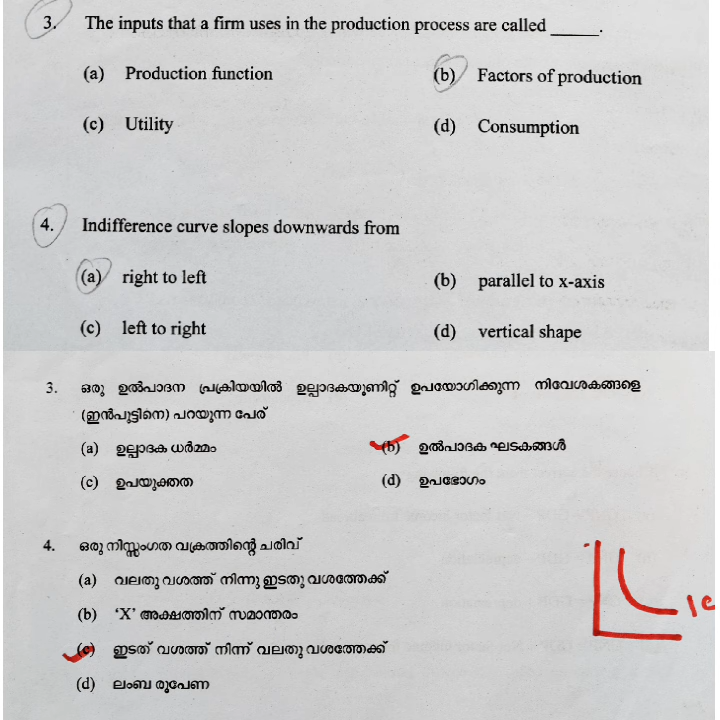 3. The inputs that a firm uses in the production process are called _____.
(a) Production function (b) Factors of production
(c) Utility (d) Consumption
4. Indifference curve slopes downwards from
(a) right to left (b) parallel to x-axis
(c) left to right (d) vertical shape
3. ഒരു ഉൽപാദന പ്രക്രിയയിൽ ഉല്പാദകയൂണിറ്റ് ഉപയോഗിക്കുന്ന നിവേശകങ്ങളെ
(ഇൻപുട്ടിനെ) പറയുന്ന പേര്
(a) ഉല്പാദക ധർമ്മം (b) ഉൽപാദക ഘടകങ്ങൾ
(c) ഉപയുക്തത (d) ഉപഭോഗം
4. ഒരു നിസ്സംഗത വക്രത്തിന്റെ ചരിവ്
(a) വലതു വശത്ത് നിന്നു ഇടതു വശത്തേക്ക്
(b) ‘X’ അക്ഷത്തിന് സമാന്തരം
(c) ഇടത് വശത്ത് നിന്ന് വലതു വശത്തേക്ക്
(d) ലംബ രൂപേണ